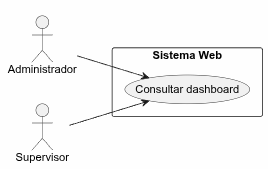 Sistema Web
Administrador
Consultar dashboard
Supervisor